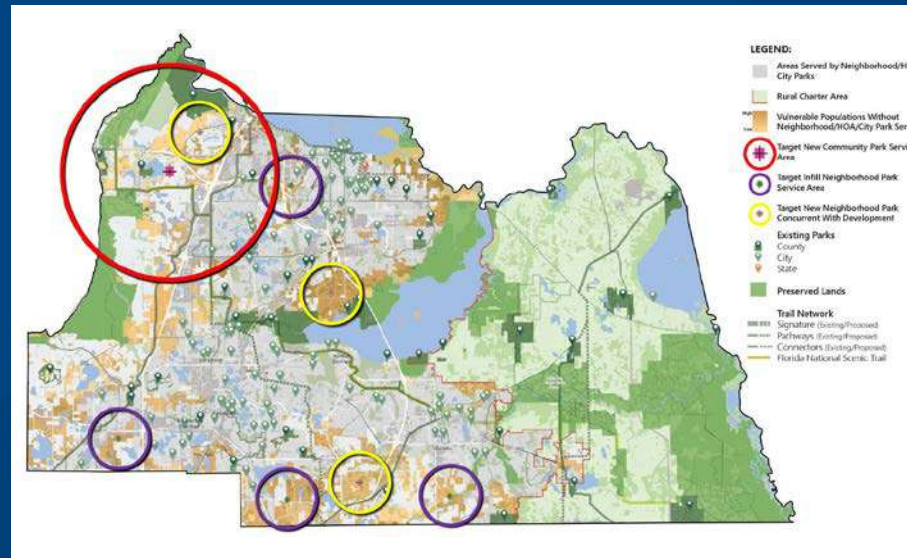 LEGEND:
Areas Served by Neighborhood/H
City Parks
Rural Charter Area
High
Low
Vulnerable Populations Without
Neighborhood/HOA/City Park Serv
Target New Community Park Servi
Area
Target Infill Neighborhood Park
Service Area
Target New Neighborhood Park
Concurrent With Development
Existing Parks
County
City
State
Preserved Lands
Trail Network
Signature (Existing/Proposed)
Pathways (Existing/Proposed)
Connectors (Existing/Proposed)
Florida National Scenic Trail